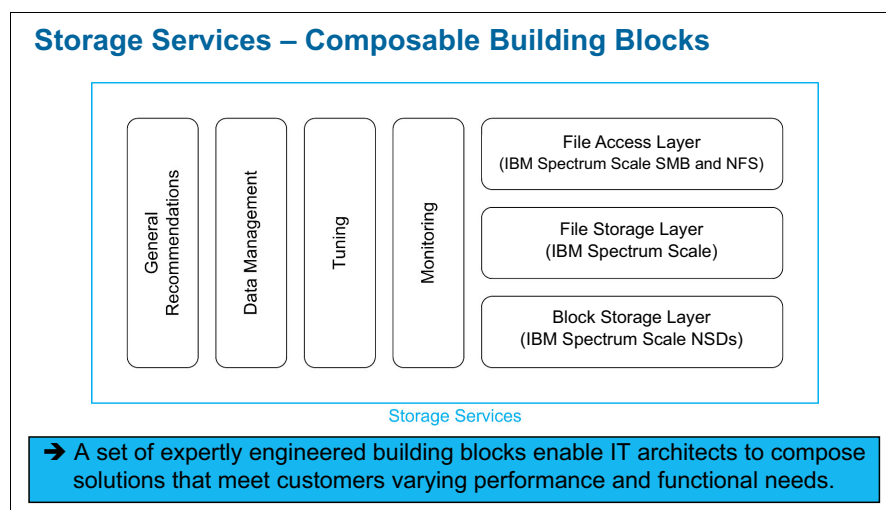 Storage Services – Composable Building Blocks
General
Recommendations
Data Management
Tuning
Monitoring
File Access Layer
(IBM Spectrum Scale SMB and NFS)
File Storage Layer
(IBM Spectrum Scale)
Block Storage Layer
(IBM Spectrum Scale NSDs)
Storage Services
➔ A set of expertly engineered building blocks enable IT architects to compose
solutions that meet customers varying performance and functional needs.